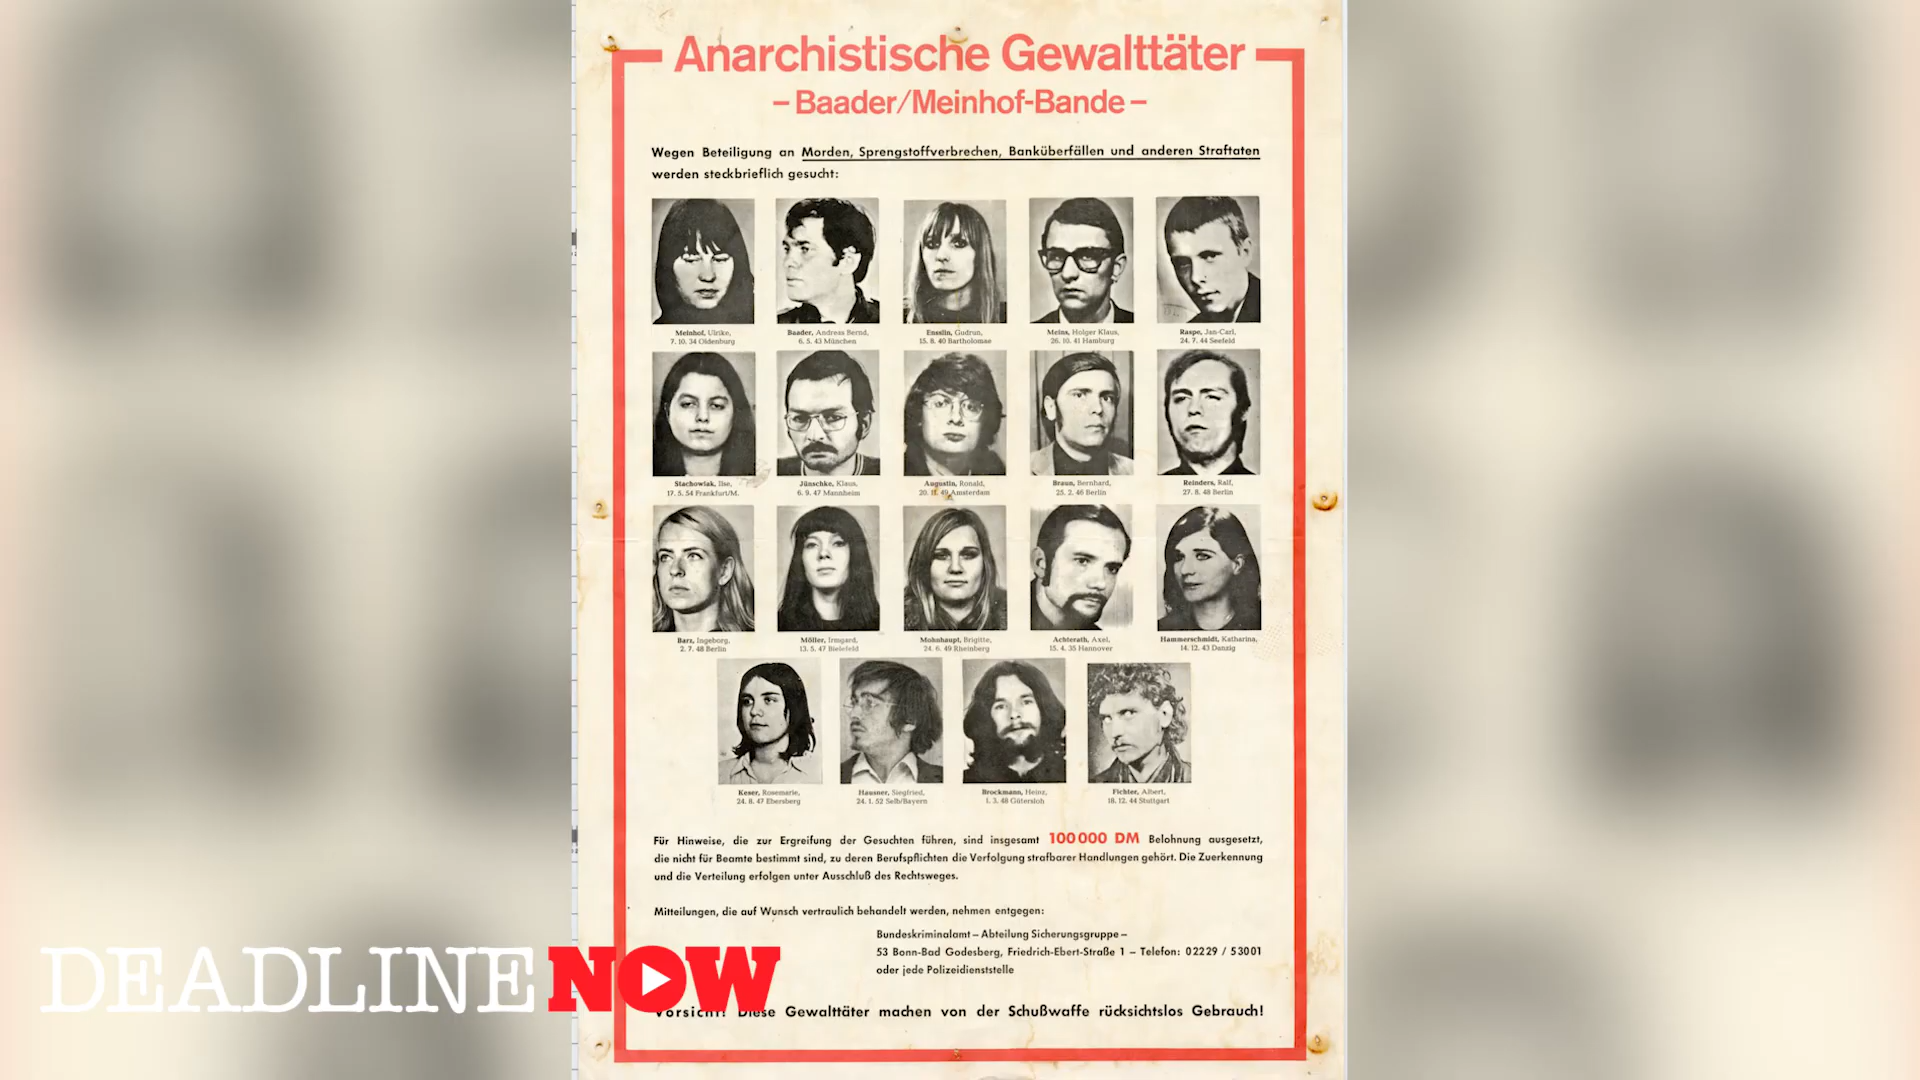 Anarchistische Gewalttäter
– Baader/Meinhof-Bande –
Wegen Beteiligung an Morden, Sprengstoffverbrechen, Banküberfällen und anderen Straftaten
werden steckbrieflich gesucht:
Meinhof, Ulrike,
7. 10. 34 Oldenburg
Baader, Andreas Bernd,
6. 5. 43 München
Ensslin, Gudrun,
15. 8. 40 Bartholomae
Meins, Holger Klaus,
26. 10. 41 Hamburg
Raspe, Jan-Carl,
24. 7. 44 Seefeld
Stachowiak, Ilse,
17. 5. 54 Frankfurt/M.
Jünschke, Klaus,
6. 9. 47 Mannheim
Augustin, Ronald,
20. 11. 49 Amsterdam
Braun, Bernhard,
25. 2. 46 Berlin
Reinders, Ralf,
27. 8. 48 Berlin
Barz, Ingeborg,
2. 7. 48 Berlin
Möller, Irmgard,
13. 5. 47 Bielefeld
Mohnhaupt, Brigitte,
24. 6. 49 Rheinberg
Achterath, Axel,
15. 4. 35 Hannover
Hammerschmidt, Katharina,
14. 12. 43 Danzig
Keser, Rosemarie,
24. 8. 47 Ebersberg
Hausner, Siegfried,
24. 1. 52 Selb/Bayern
Brockmann, Heinz,
1. 3. 48 Gütersloh
Fichter, Albert,
18. 12. 44 Stuttgart
Für Hinweise, die zur Ergreifung der Gesuchten führen, sind insgesamt 100 000 DM Belohnung ausgesetzt,
die nicht für Beamte bestimmt sind, zu deren Berufspflichten die Verfolgung strafbarer Handlungen gehört. Die Zuerkennung
und die Verteilung erfolgen unter Ausschluß des Rechtsweges.
Mitteilungen, die auf Wunsch vertraulich behandelt werden, nehmen entgegen:
Bundeskriminalamt – Abteilung Sicherungsgruppe –
53 Bonn-Bad Godesberg, Friedrich-Ebert-Straße 1 – Telefon: 02229 / 53001
oder jede Polizeidienststelle
Vorsicht! Diese Gewalttäter machen von der Schußwaffe rücksichtslos Gebrauch!
DEADLINE NOW